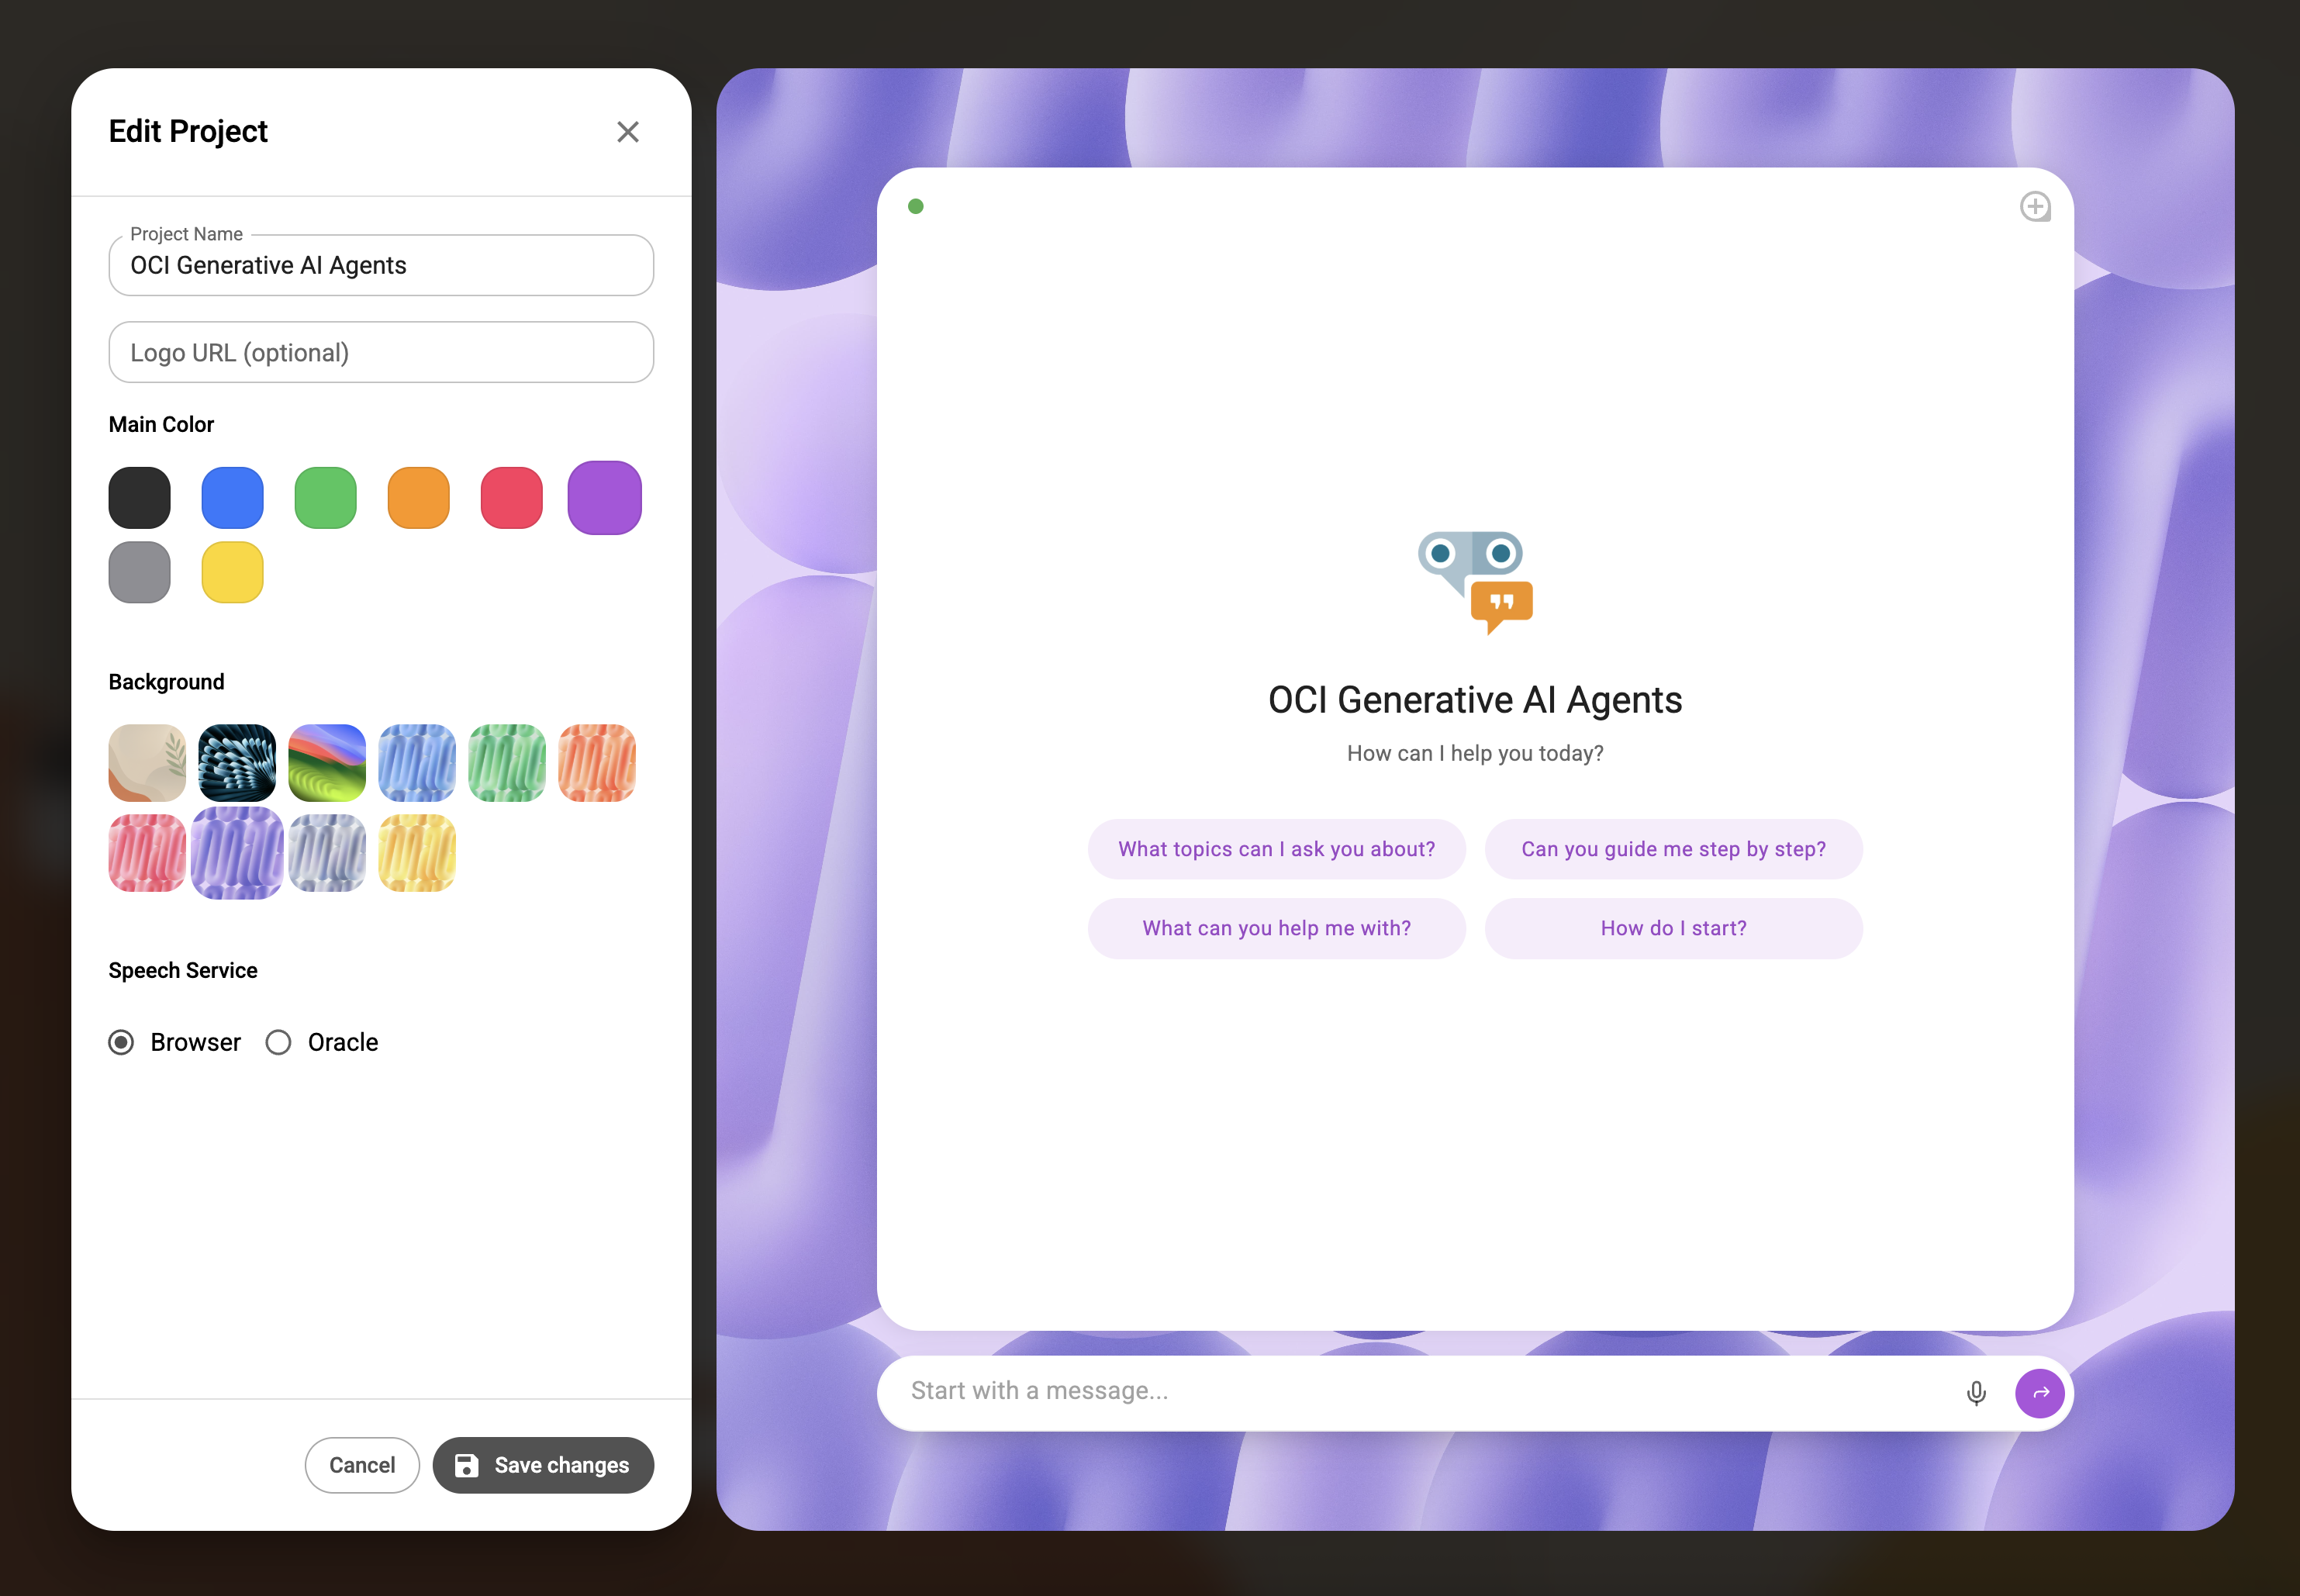 Edit Project
Project Name
OCI Generative AI Agents
Logo URL (optional)
Main Color
Background
Speech Service
Browser
Oracle
Cancel
Save changes
OCI Generative AI Agents
How can I help you today?
What topics can I ask you about?
Can you guide me step by step?
What can you help me with?
How do I start?
Start with a message...